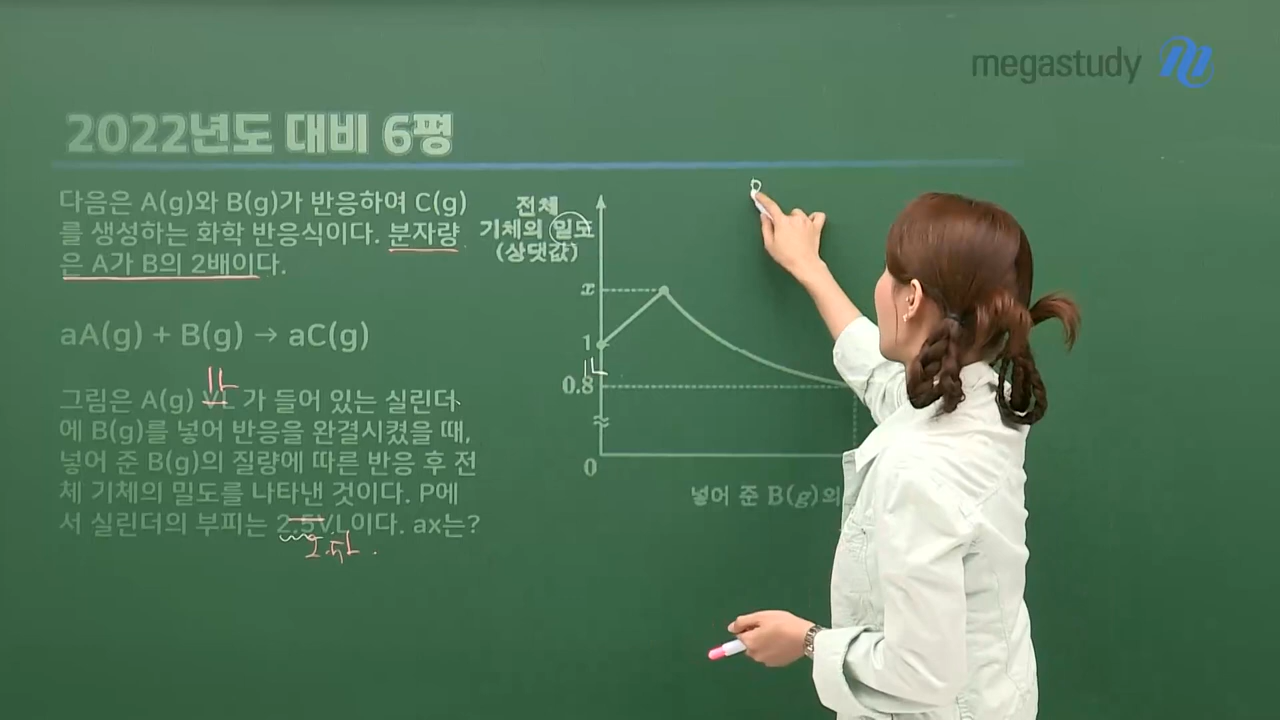 megastudy
2022년도 대비 6평
다음은 A(g)와 B(g)가 반응하여 C(g)
를 생성하는 화학 반응식이다. 분자량
은 A가 B의 2배이다.
aA(g) + B(g) → aC(g)
1L
그림은 A(g) VL 가 들어 있는 실린더
에 B(g)를 넣어 반응을 완결시켰을 때,
넣어 준 B(g)의 질량에 따른 반응 후 전
체 기체의 밀도를 나타낸 것이다. P에
서 실린더의 부피는 2.5VL이다. ax는?
2.5L
전체
기체의 밀도
(상댓값)
x
1
1L
0.8
0
넣어 준 B(g)의